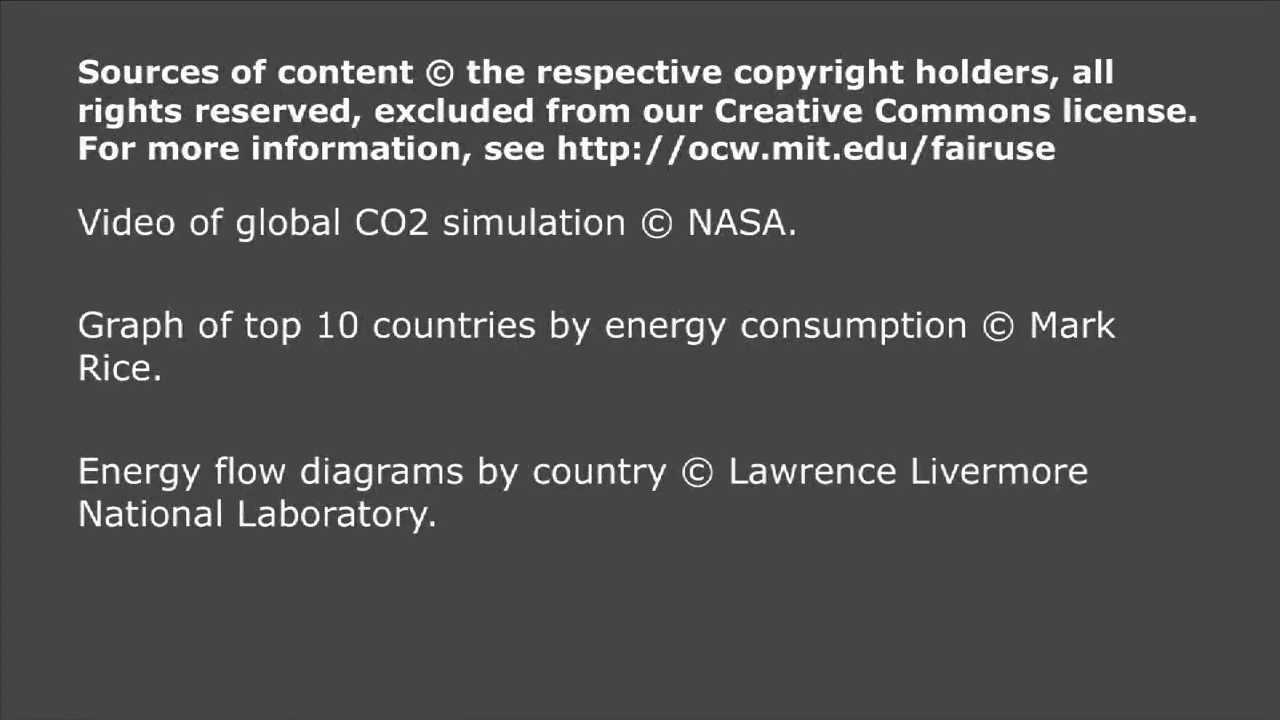 Sources of content © the respective copyright holders, all
rights reserved, excluded from our Creative Commons license.
For more information, see http://ocw.mit.edu/fairuse
Video of global CO2 simulation © NASA.
Graph of top 10 countries by energy consumption © Mark
Rice.
Energy flow diagrams by country © Lawrence Livermore
National Laboratory.